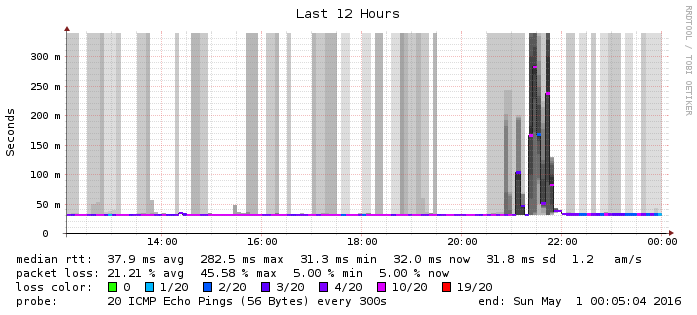 Last 12 Hours
RRDTOOL / TOBI OETIKER
Seconds
300 m
250 m
200 m
150 m
100 m
50 m
0
14:00 16:00 18:00 20:00 22:00 00:00
median rtt: 37.9 ms avg 282.5 ms max 31.3 ms min 32.0 ms now 31.8 ms sd 1.2 am/s
packet loss: 21.21 % avg 45.58 % max 5.00 % min 5.00 % now
loss color: 0 1/20 2/20 3/20 4/20 10/20 19/20
probe: 20 ICMP Echo Pings (56 Bytes) every 300s end: Sun May 1 00:05:04 2016